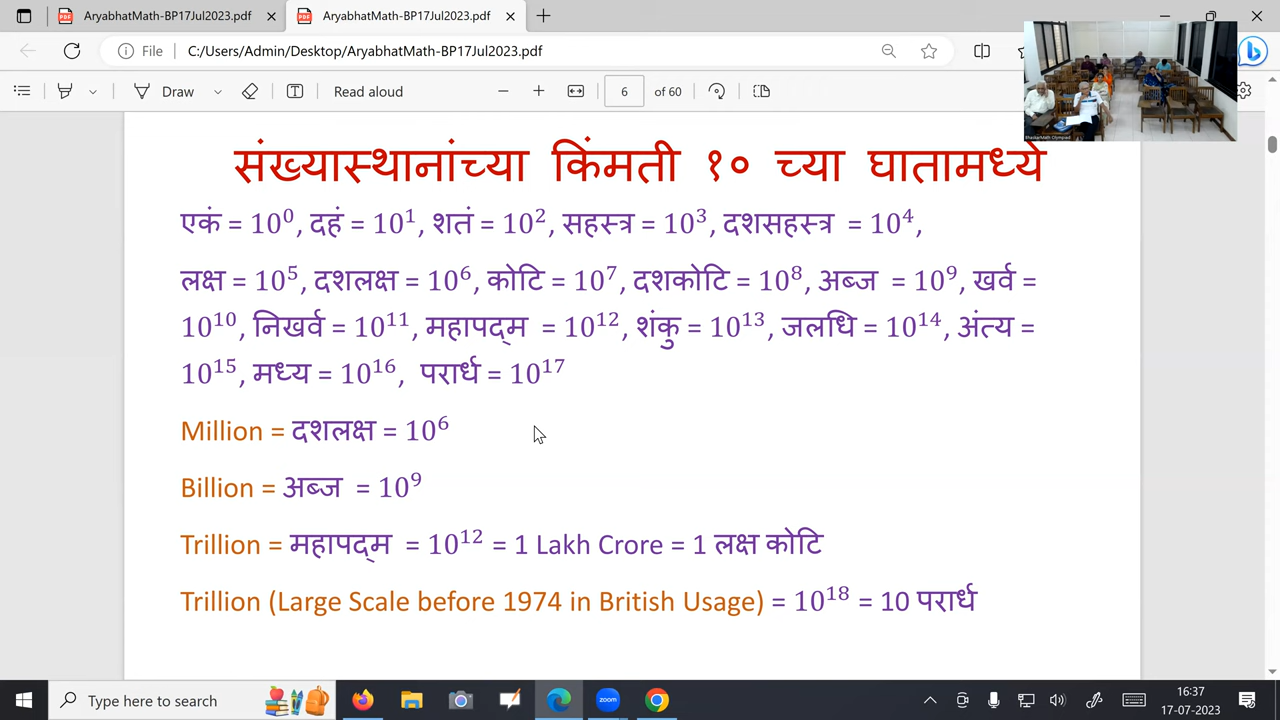 AryabhatMath-BP17Jul2023.pdf
AryabhatMath-BP17Jul2023.pdf
File C:/Users/Admin/Desktop/AryabhatMath-BP17Jul2023.pdf
Draw Read aloud 6 of 60
BhaskarMath Olympiad
संख्यास्थानांच्या किंमती १० च्या घातामध्ये
एकं = 10⁰, दहं = 10¹, शतं = 10², सहस्त्र = 10³, दशसहस्त्र = 10⁴,
लक्ष = 10⁵, दशलक्ष = 10⁶, कोटि = 10⁷, दशकोटि = 10⁸, अब्ज = 10⁹, खर्व =
10¹⁰, निखर्व = 10¹¹, महापद्म = 10¹², शंकु = 10¹³, जलधि = 10¹⁴, अंत्य =
10¹⁵, मध्य = 10¹⁶, परार्ध = 10¹⁷
Million = दशलक्ष = 10⁶
Billion = अब्ज = 10⁹
Trillion = महापद्म = 10¹² = 1 Lakh Crore = 1 लक्ष कोटि
Trillion (Large Scale before 1974 in British Usage) = 10¹⁸ = 10 परार्ध
Type here to search
zoom
16:37
17-07-2023